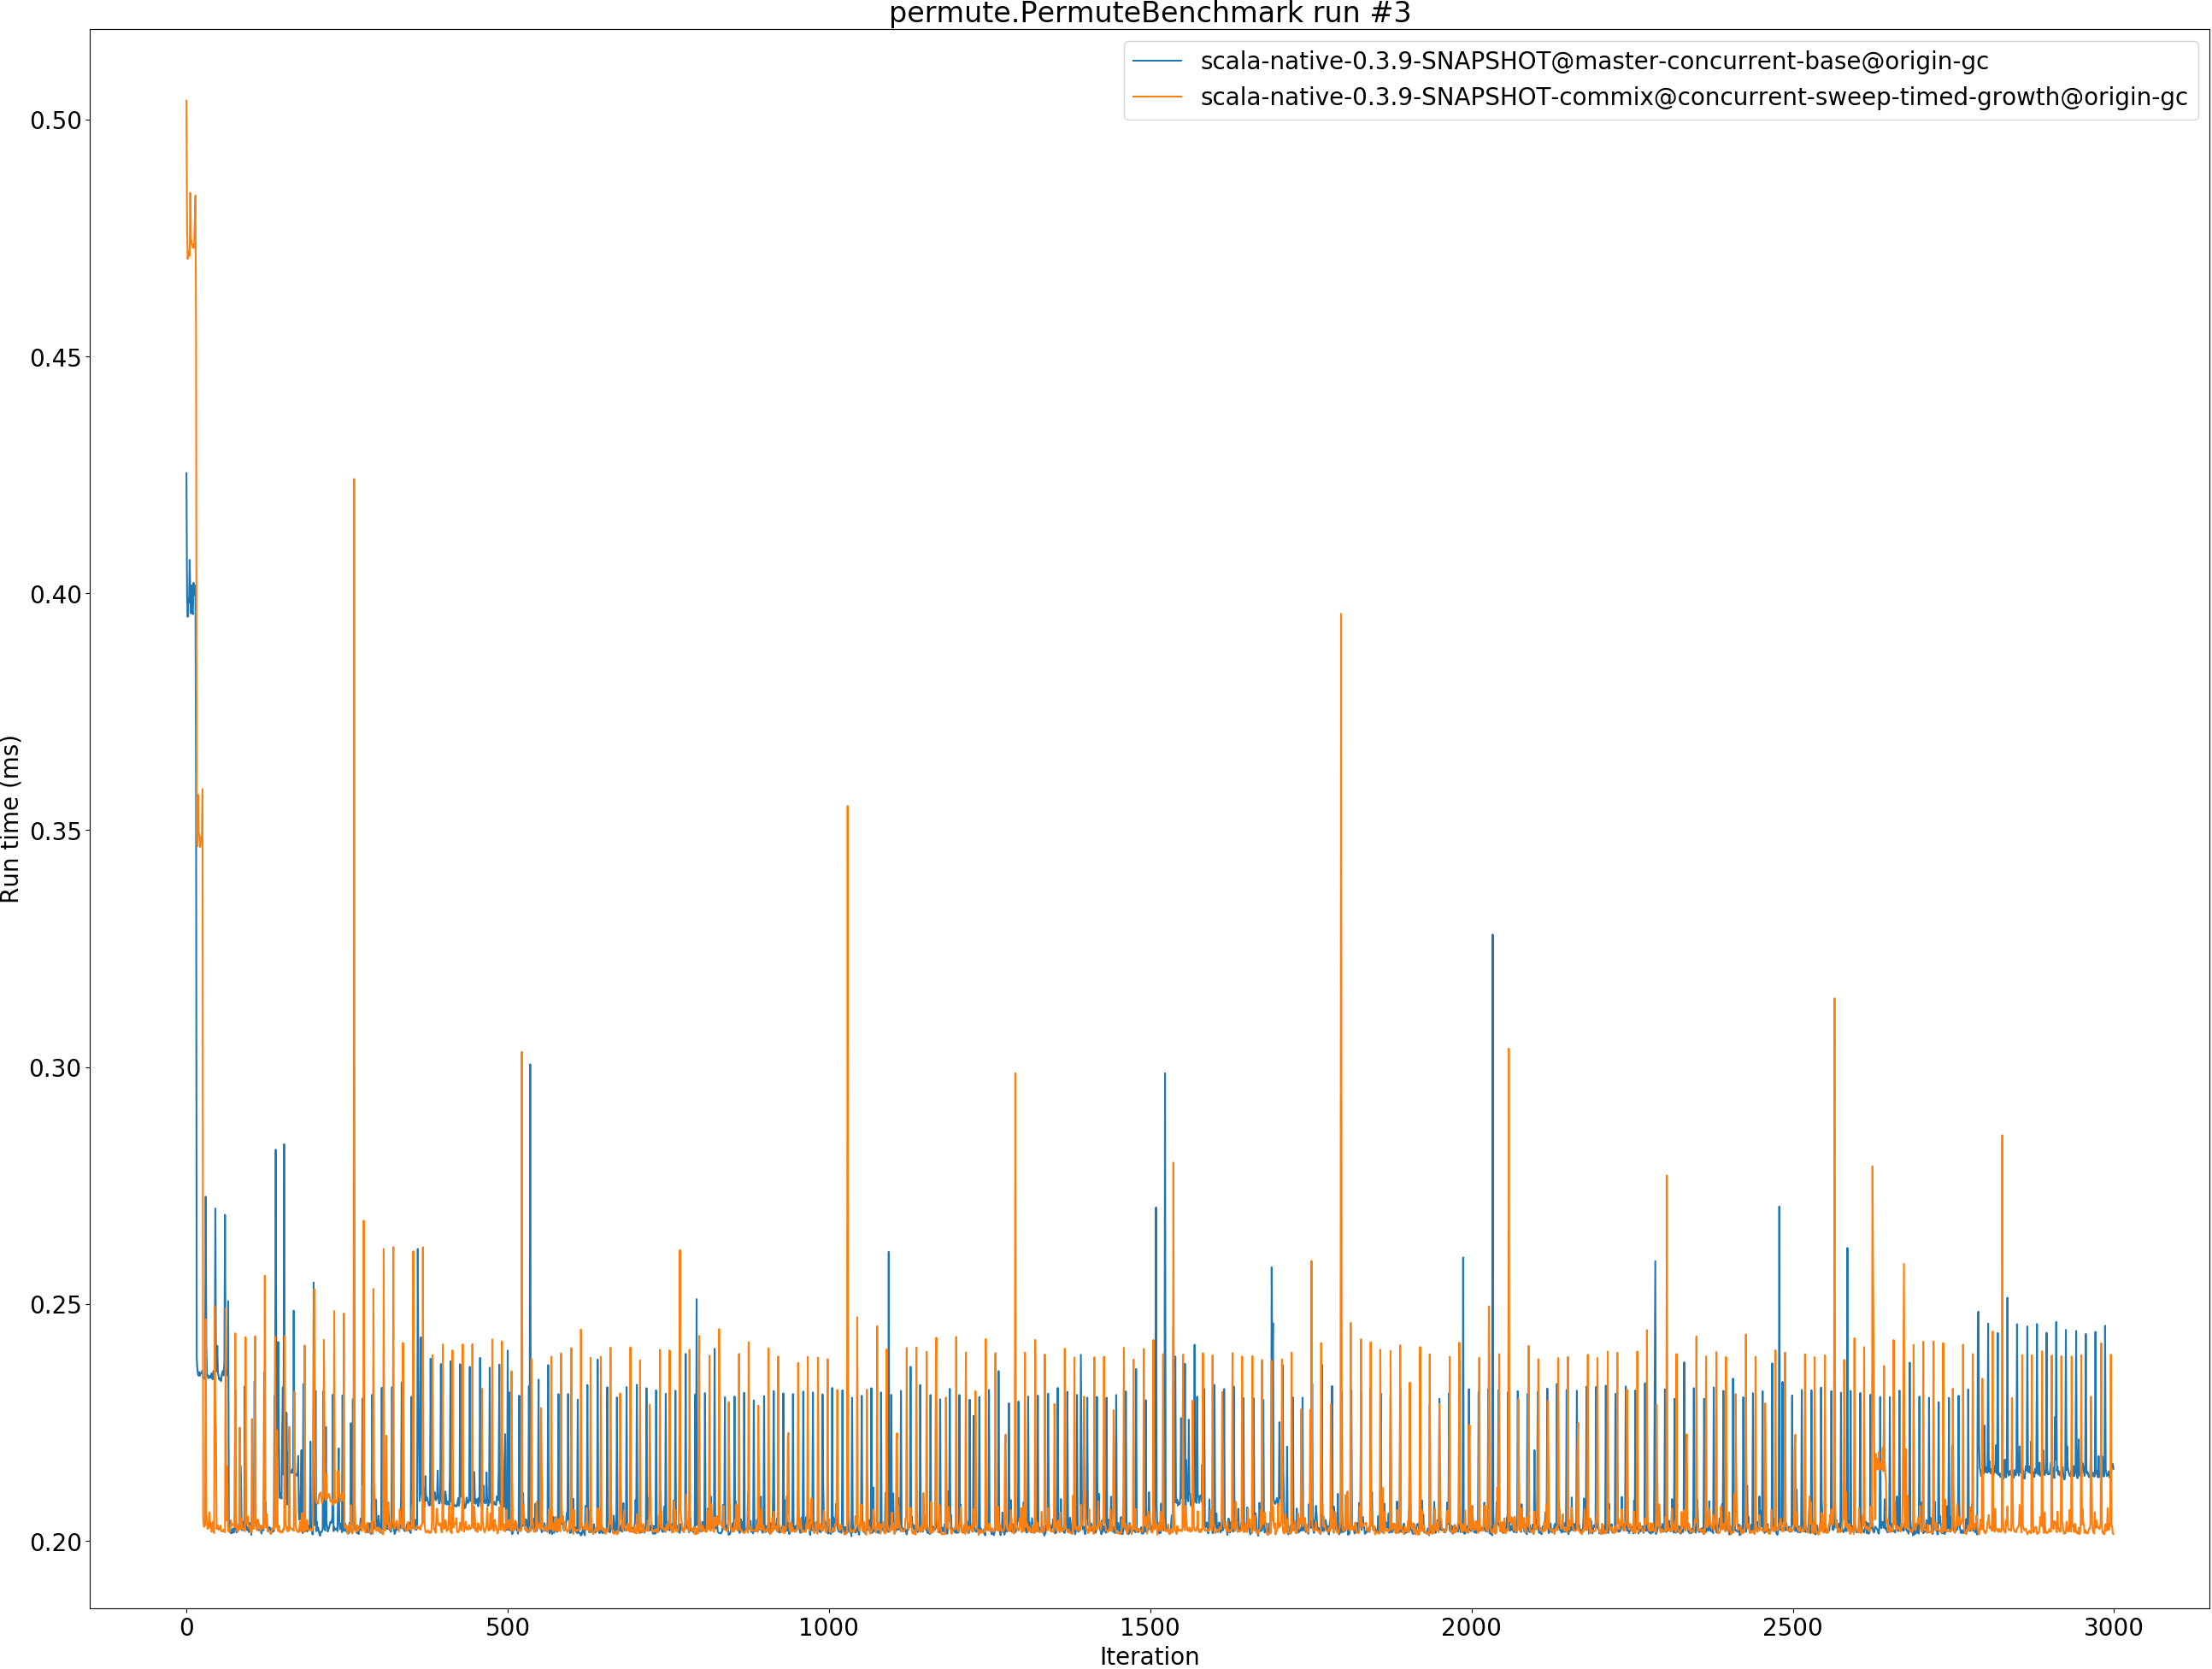 permute.PermuteBenchmark run #3
scala-native-0.3.9-SNAPSHOT@master-concurrent-base@origin-gc
scala-native-0.3.9-SNAPSHOT-commix@concurrent-sweep-timed-growth@origin-gc
Run time (ms)
0.50
0.45
0.40
0.35
0.30
0.25
0.20
0 500 1000 1500 2000 2500 3000
Iteration